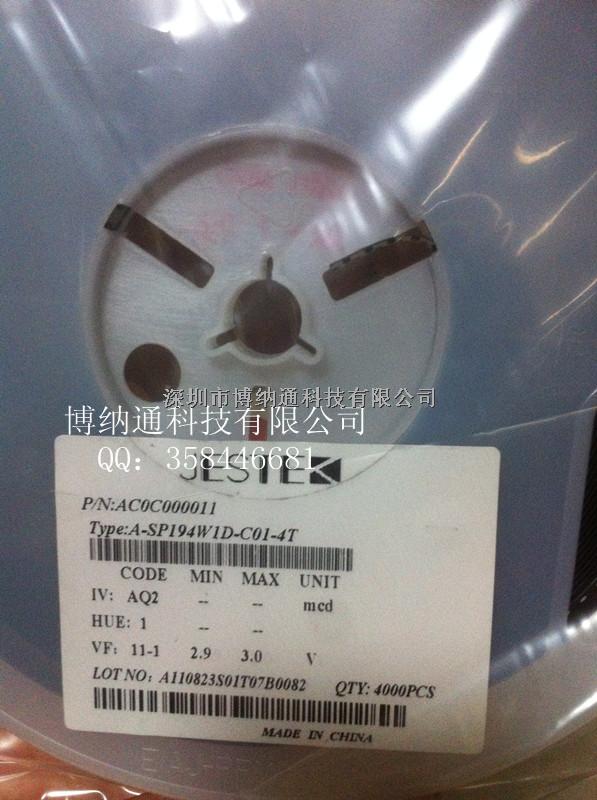 深圳市博纳通科技有限公司
博纳通科技有限公司
QQ：358446681
JESTEK
P/N:AC0C000011
Type:A-SP194W1D-C01-4T
CODE MIN MAX UNIT
IV: AQ2 -- -- mcd
HUE: 1 -- --
VF: 11-1 2.9 3.0 V
LOT NO: A110823S01T07B0082 QTY: 4000PCS
MADE IN CHINA